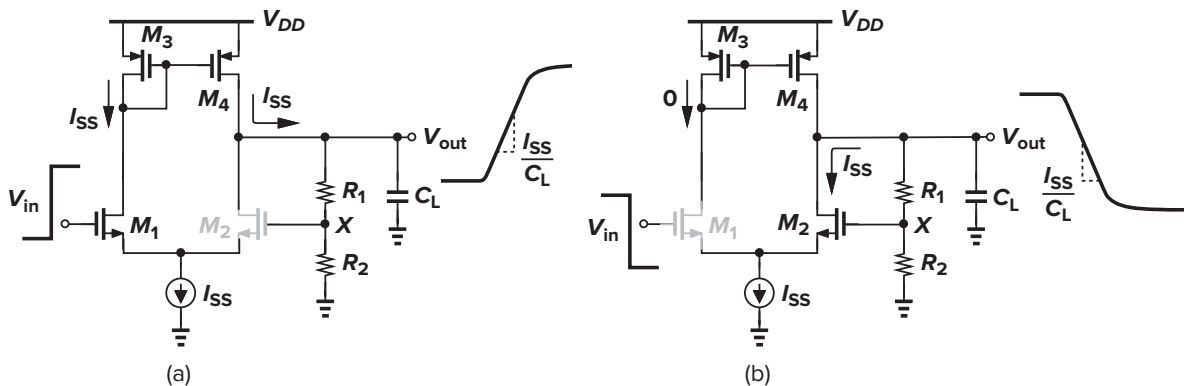 V_DD
M_3
M_4
I_SS
I_SS
V_out
I_SS
C_L
V_in
M_1
M_2
X
R_1
R_2
C_L
I_SS
(a)
V_DD
M_3
M_4
0
V_out
I_SS
I_SS
C_L
V_in
M_1
M_2
X
R_1
R_2
C_L
I_SS
(b)